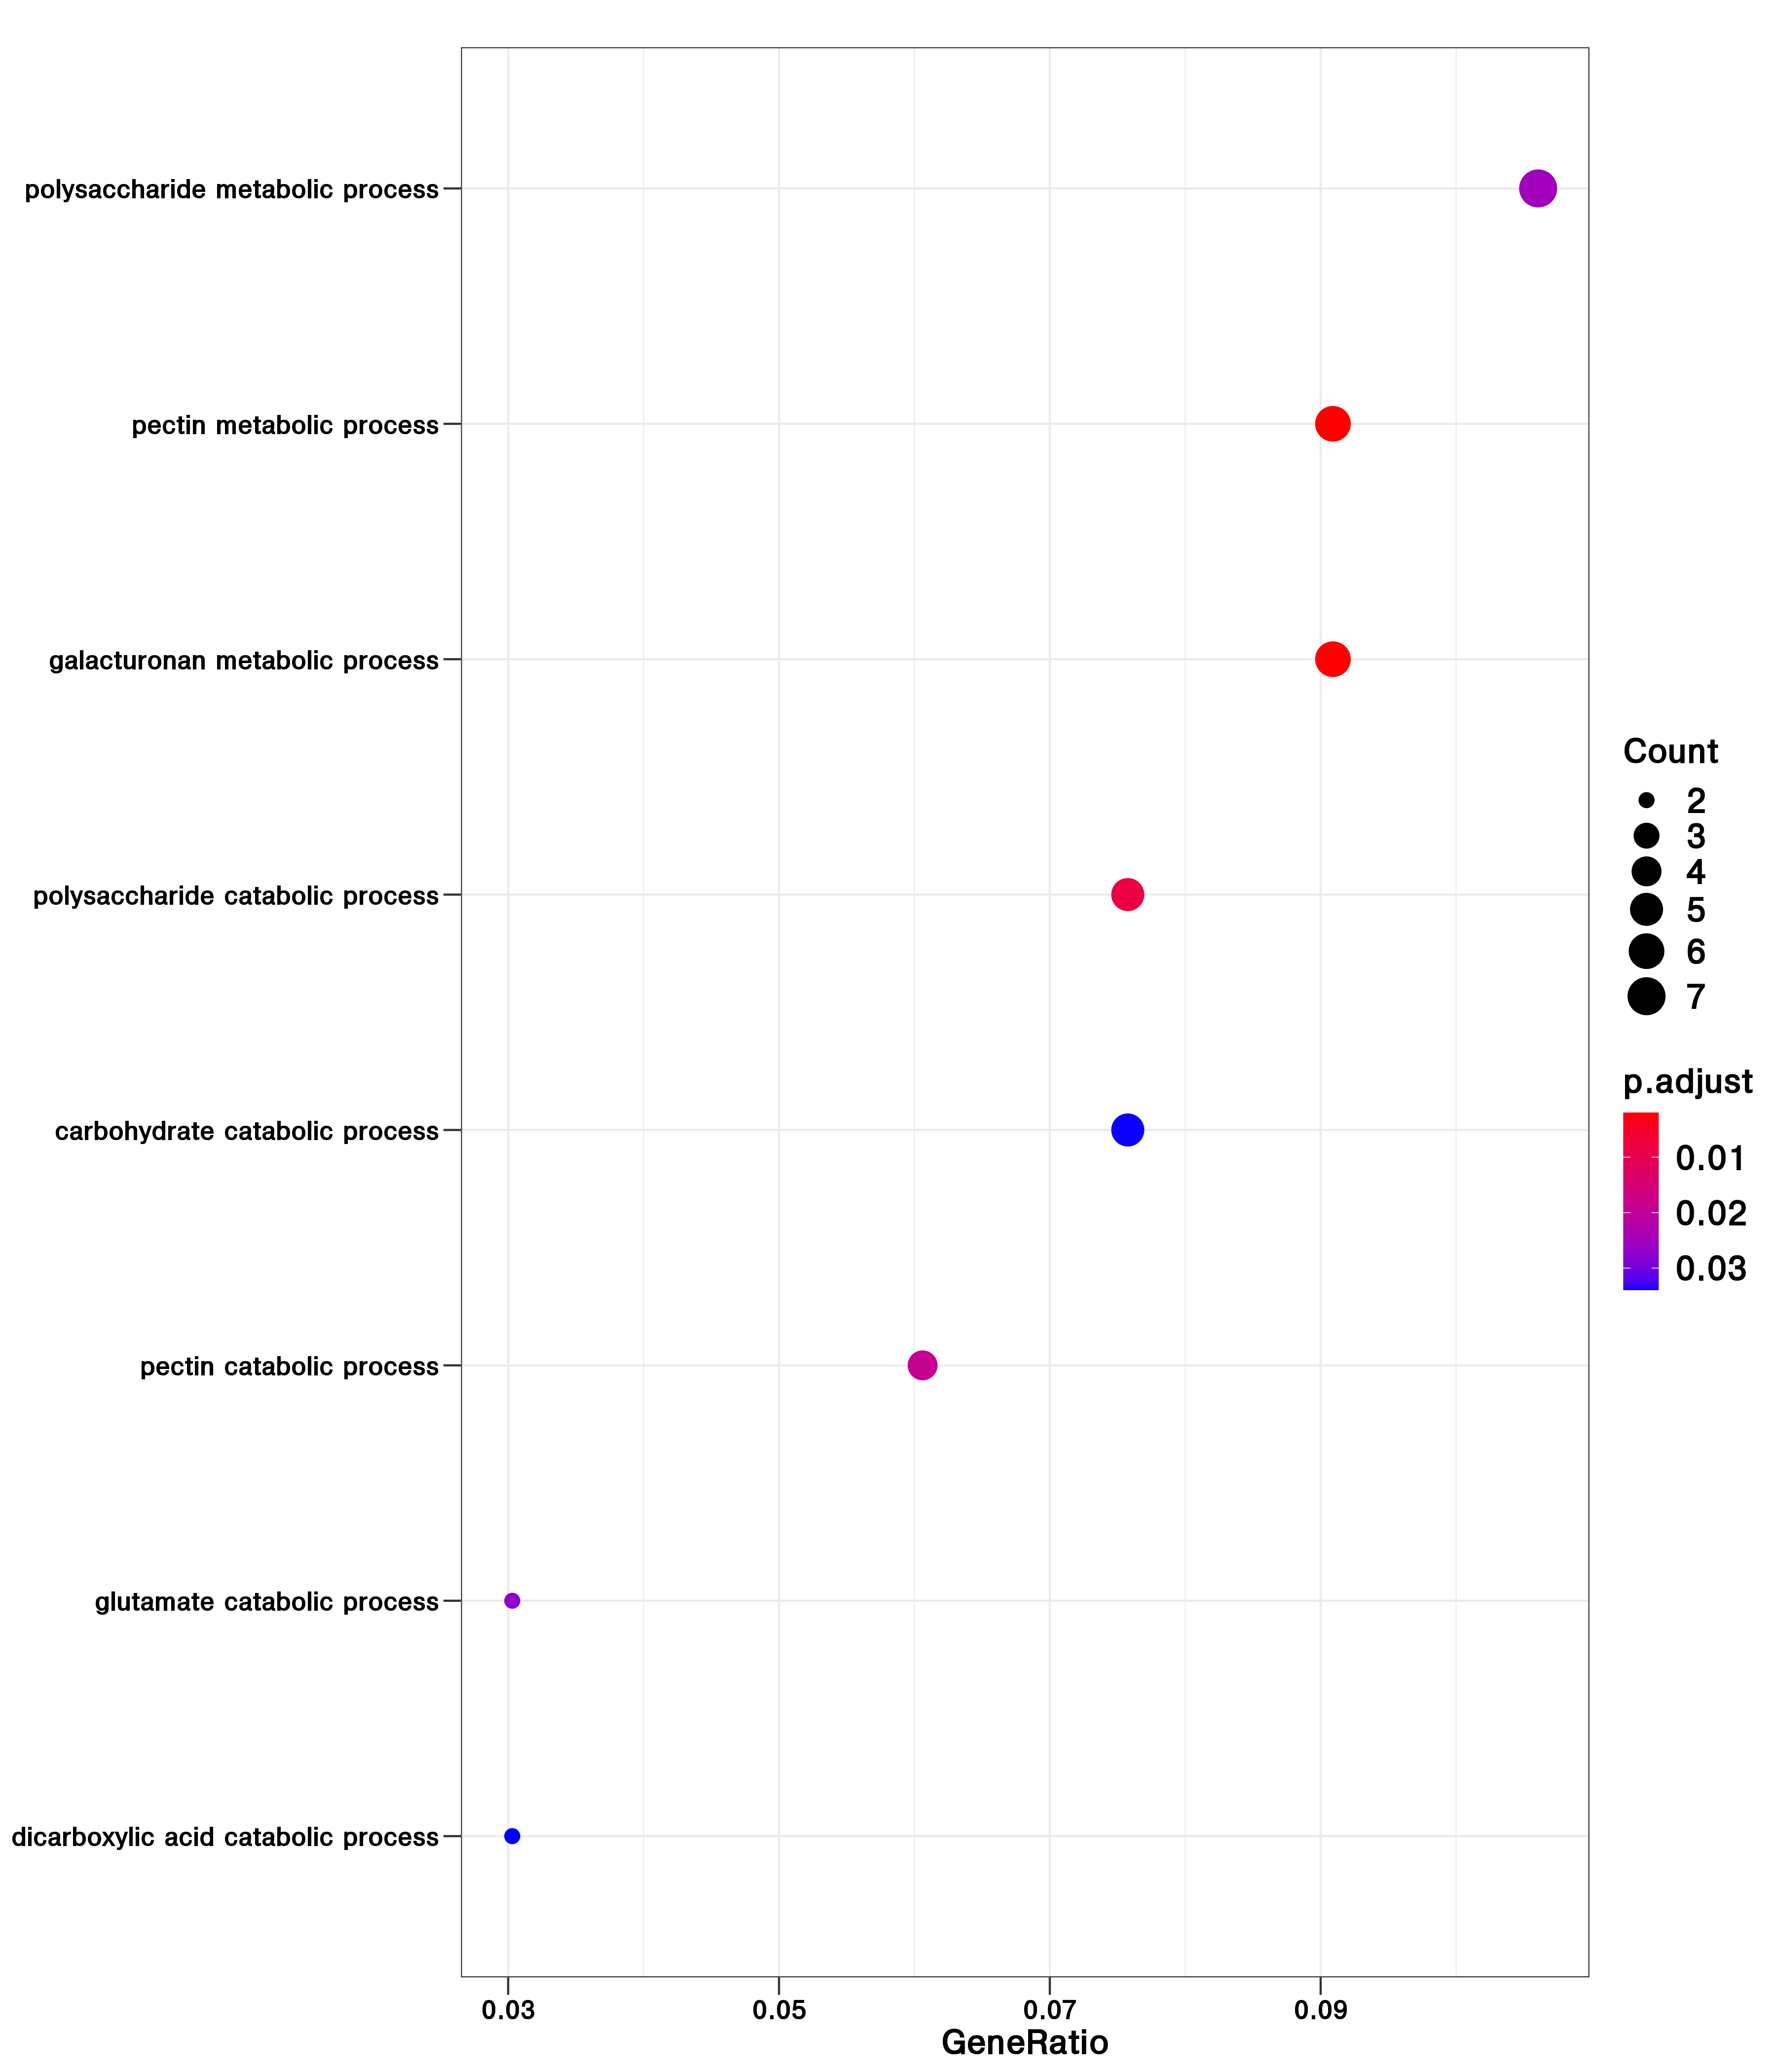 polysaccharide metabolic process
pectin metabolic process
galacturonan metabolic process
polysaccharide catabolic process
carbohydrate catabolic process
pectin catabolic process
glutamate catabolic process
dicarboxylic acid catabolic process
0.03 0.05 0.07 0.09
GeneRatio
Count
2
3
4
5
6
7
p.adjust
0.01
0.02
0.03